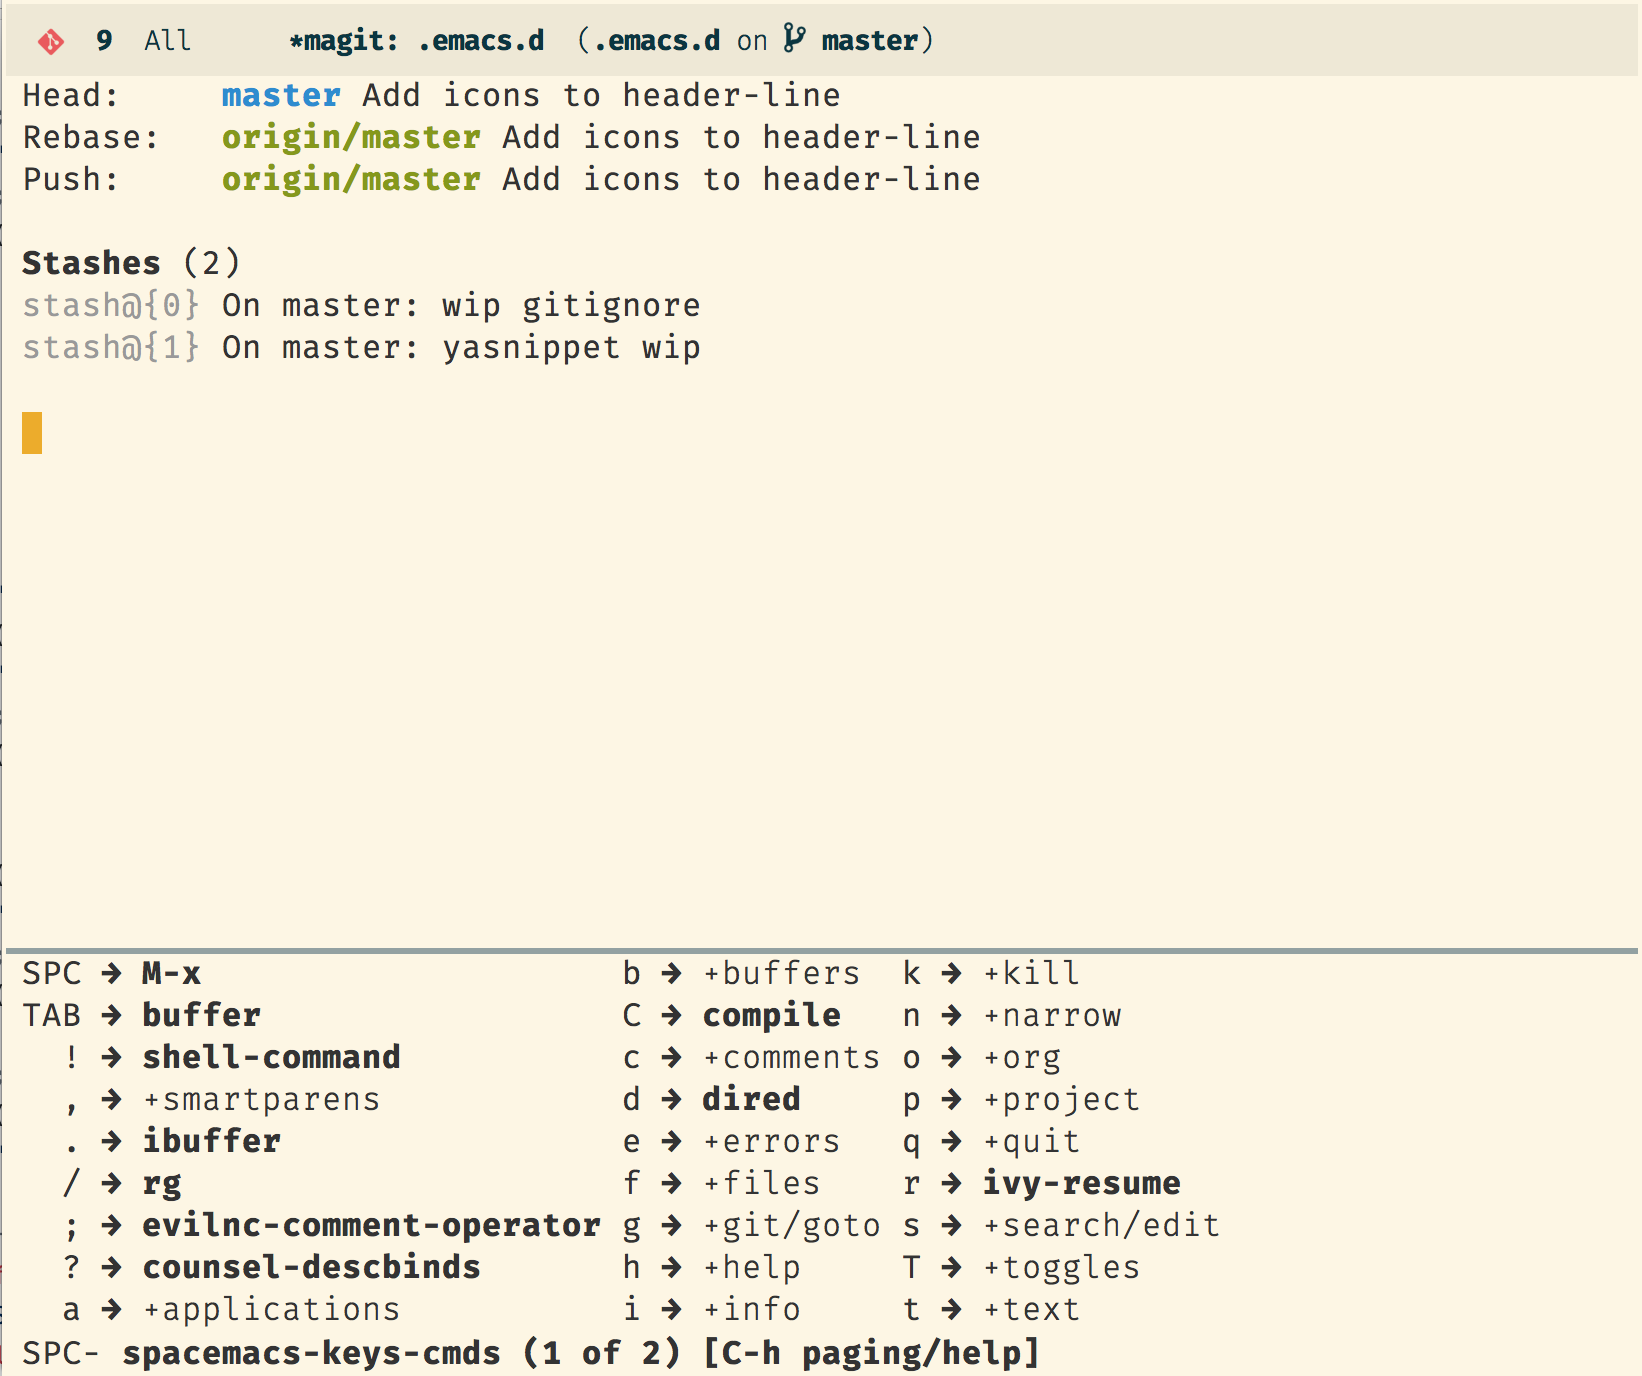 9 All *magit: .emacs.d (.emacs.d on master)
Head: master Add icons to header-line
Rebase: origin/master Add icons to header-line
Push: origin/master Add icons to header-line
Stashes (2)
stash@{0} On master: wip gitignore
stash@{1} On master: yasnippet wip
SPC → M-x b → +buffers k → +kill
TAB → buffer C → compile n → +narrow
! → shell-command c → +comments o → +org
, → +smartparens d → dired p → +project
. → ibuffer e → +errors q → +quit
/ → rg f → +files r → ivy-resume
; → evilnc-comment-operator g → +git/goto s → +search/edit
? → counsel-descbinds h → +help T → +toggles
a → +applications i → +info t → +text
SPC- spacemacs-keys-cmds (1 of 2) [C-h paging/help]